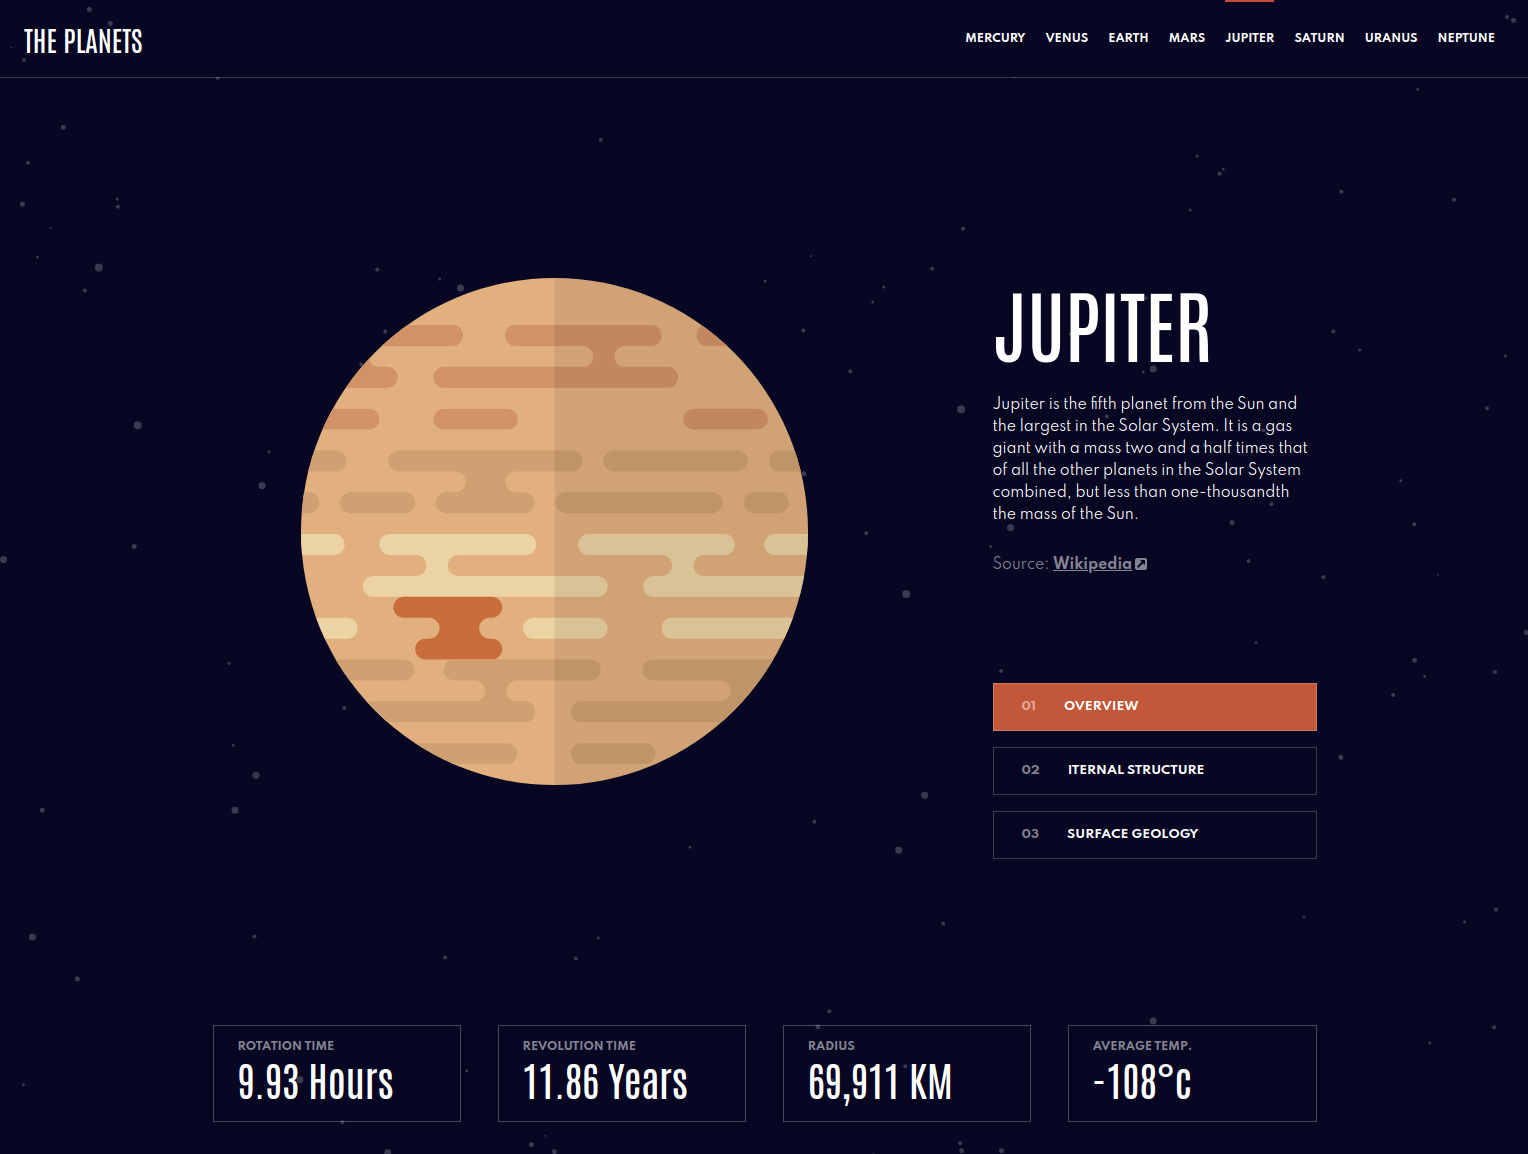 THE PLANETS
MERCURY VENUS EARTH MARS JUPITER SATURN URANUS NEPTUNE
JUPITER
Jupiter is the fifth planet from the Sun and
the largest in the Solar System. It is a gas
giant with a mass two and a half times that
of all the other planets in the Solar System
combined, but less than one-thousandth
the mass of the Sun.
Source: Wikipedia
01 OVERVIEW
02 ITERNAL STRUCTURE
03 SURFACE GEOLOGY
ROTATION TIME
9.93 Hours
REVOLUTION TIME
11.86 Years
RADIUS
69,911 KM
AVERAGE TEMP.
-108°c